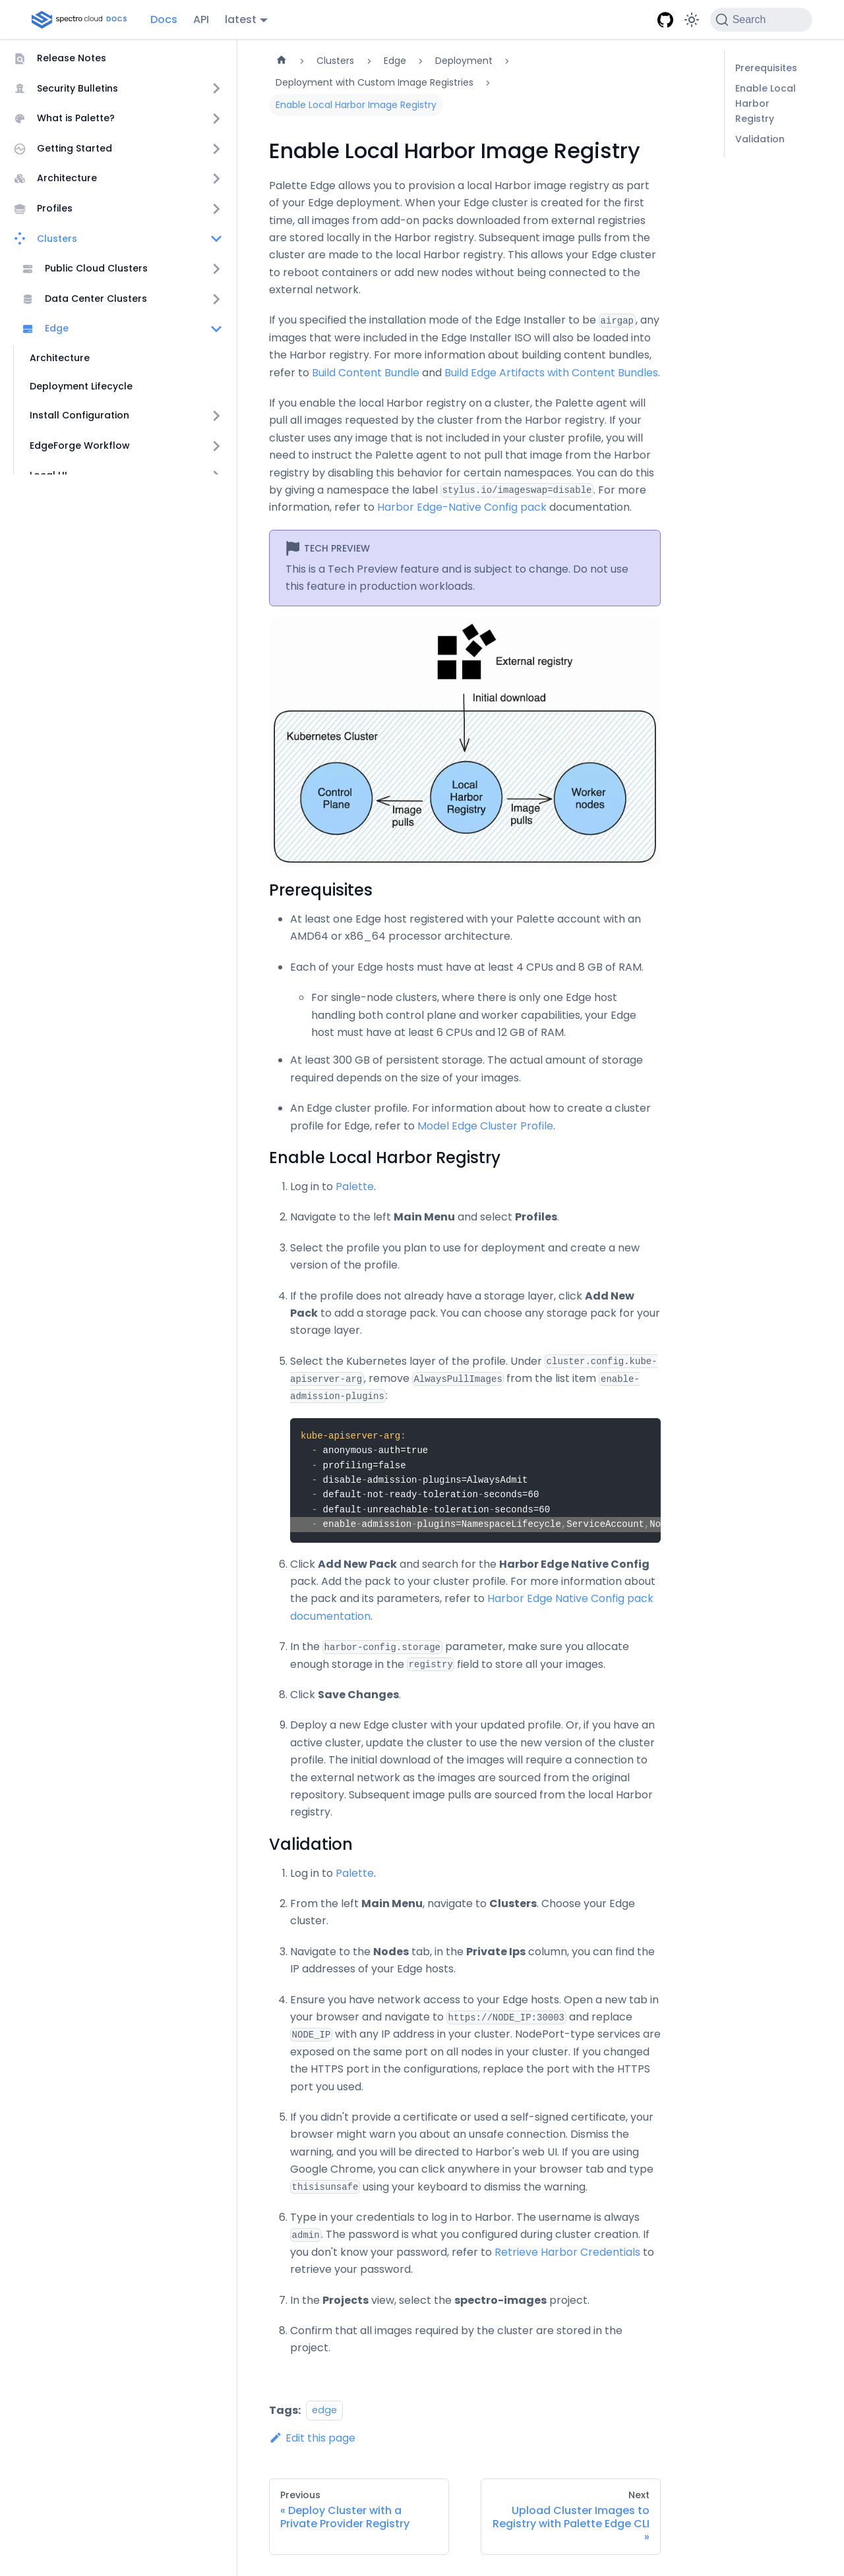 spectro cloud DOCS
Docs
API
latest
Search
Release Notes
Security Bulletins
What is Palette?
Getting Started
Architecture
Profiles
Clusters
Public Cloud Clusters
Data Center Clusters
Edge
Architecture
Deployment Lifecycle
Install Configuration
EdgeForge Workflow
Local UI
Clusters
Edge
Deployment
Deployment with Custom Image Registries
Enable Local Harbor Image Registry
Enable Local Harbor Image Registry
Palette Edge allows you to provision a local Harbor image registry as part
of your Edge deployment. When your Edge cluster is created for the first
time, all images from add-on packs downloaded from external registries
are stored locally in the Harbor registry. Subsequent image pulls from the
cluster are made to the local Harbor registry. This allows your Edge cluster
to reboot containers or add new nodes without being connected to the
external network.
If you specified the installation mode of the Edge Installer to be airgap, any
images that were included in the Edge Installer ISO will also be loaded into
the Harbor registry. For more information about building content bundles,
refer to Build Content Bundle and Build Edge Artifacts with Content Bundles.
If you enable the local Harbor registry on a cluster, the Palette agent will
pull all images requested by the cluster from the Harbor registry. If your
cluster uses any image that is not included in your cluster profile, you will
need to instruct the Palette agent to not pull that image from the Harbor
registry by disabling this behavior for certain namespaces. You can do this
by giving a namespace the label stylus.io/imageswap=disable. For more
information, refer to Harbor Edge-Native Config pack documentation.
TECH PREVIEW
This is a Tech Preview feature and is subject to change. Do not use
this feature in production workloads.
External registry
Initial download
Kubernetes Cluster
Control
Plane
Image
pulls
Local
Harbor
Registry
Image
pulls
Worker
nodes
Prerequisites
At least one Edge host registered with your Palette account with an
AMD64 or x86_64 processor architecture.
Each of your Edge hosts must have at least 4 CPUs and 8 GB of RAM.
For single-node clusters, where there is only one Edge host
handling both control plane and worker capabilities, your Edge
host must have at least 6 CPUs and 12 GB of RAM.
At least 300 GB of persistent storage. The actual amount of storage
required depends on the size of your images.
An Edge cluster profile. For information about how to create a cluster
profile for Edge, refer to Model Edge Cluster Profile.
Enable Local Harbor Registry
1. Log in to Palette.
2. Navigate to the left Main Menu and select Profiles.
3. Select the profile you plan to use for deployment and create a new
version of the profile.
4. If the profile does not already have a storage layer, click Add New
Pack to add a storage pack. You can choose any storage pack for your
storage layer.
5. Select the Kubernetes layer of the profile. Under cluster.config.kube-
apiserver-arg, remove AlwaysPullImages from the list item enable-
admission-plugins:
kube-apiserver-arg:
- anonymous-auth=true
- profiling=false
- disable-admission-plugins=AlwaysAdmit
- default-not-ready-toleration-seconds=60
- default-unreachable-toleration-seconds=60
- enable-admission-plugins=NamespaceLifecycle,ServiceAccount,No
6. Click Add New Pack and search for the Harbor Edge Native Config
pack. Add the pack to your cluster profile. For more information about
the pack and its parameters, refer to Harbor Edge Native Config pack
documentation.
7. In the harbor-config.storage parameter, make sure you allocate
enough storage in the registry field to store all your images.
8. Click Save Changes.
9. Deploy a new Edge cluster with your updated profile. Or, if you have an
active cluster, update the cluster to use the new version of the cluster
profile. The initial download of the images will require a connection to
the external network as the images are sourced from the original
repository. Subsequent image pulls are sourced from the local Harbor
registry.
Validation
1. Log in to Palette.
2. From the left Main Menu, navigate to Clusters. Choose your Edge
cluster.
3. Navigate to the Nodes tab, in the Private Ips column, you can find the
IP addresses of your Edge hosts.
4. Ensure you have network access to your Edge hosts. Open a new tab in
your browser and navigate to https://NODE_IP:30003 and replace
NODE_IP with any IP address in your cluster. NodePort-type services are
exposed on the same port on all nodes in your cluster. If you changed
the HTTPS port in the configurations, replace the port with the HTTPS
port you used.
5. If you didn't provide a certificate or used a self-signed certificate, your
browser might warn you about an unsafe connection. Dismiss the
warning, and you will be directed to Harbor's web UI. If you are using
Google Chrome, you can click anywhere in your browser tab and type
thisisunsafe using your keyboard to dismiss the warning.
6. Type in your credentials to log in to Harbor. The username is always
admin. The password is what you configured during cluster creation. If
you don't know your password, refer to Retrieve Harbor Credentials to
retrieve your password.
7. In the Projects view, select the spectro-images project.
8. Confirm that all images required by the cluster are stored in the
project.
Tags: edge
Edit this page
Previous
« Deploy Cluster with a
Private Provider Registry
Next
Upload Cluster Images to
Registry with Palette Edge CLI
»
Prerequisites
Enable Local
Harbor
Registry
Validation